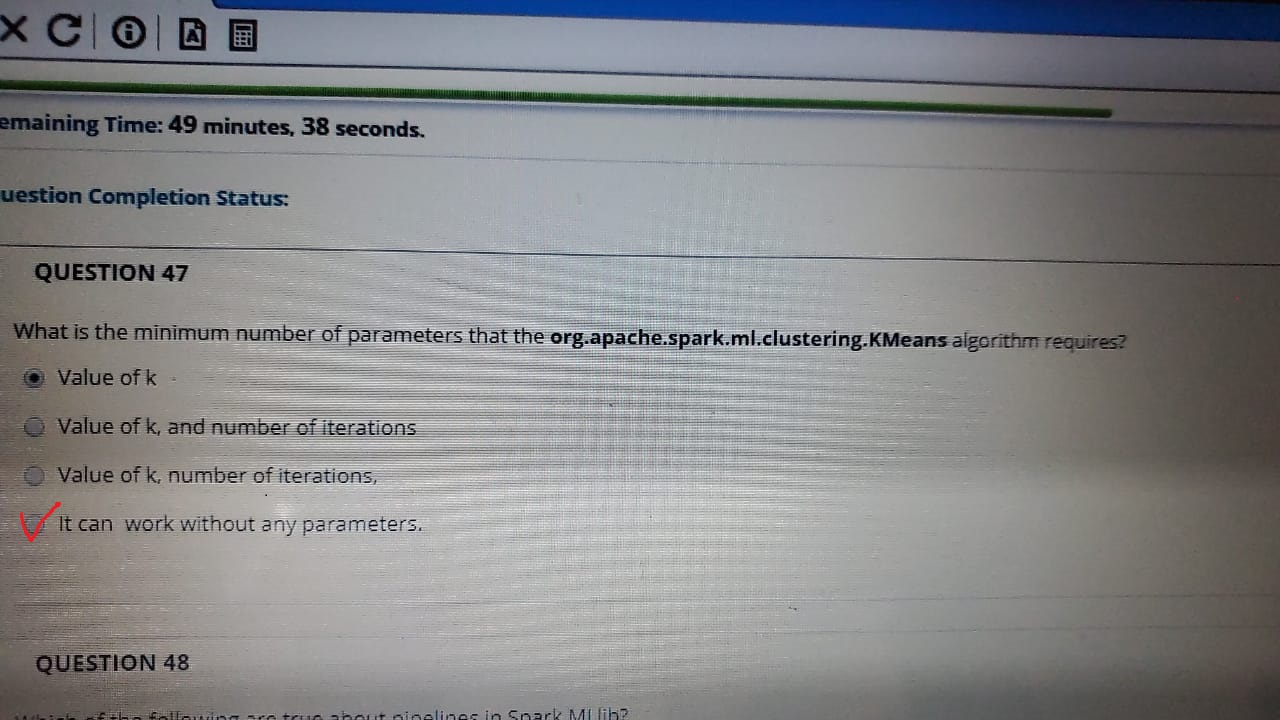 emaining Time: 49 minutes, 38 seconds.
uestion Completion Status:
QUESTION 47
What is the minimum number of parameters that the org.apache.spark.ml.clustering.KMeans algorithm requires?
Value of k
Value of k, and number of iterations
Value of k, number of iterations,
It can work without any parameters.
QUESTION 48
Which of the following are true about pipelines in Spark MLlib?